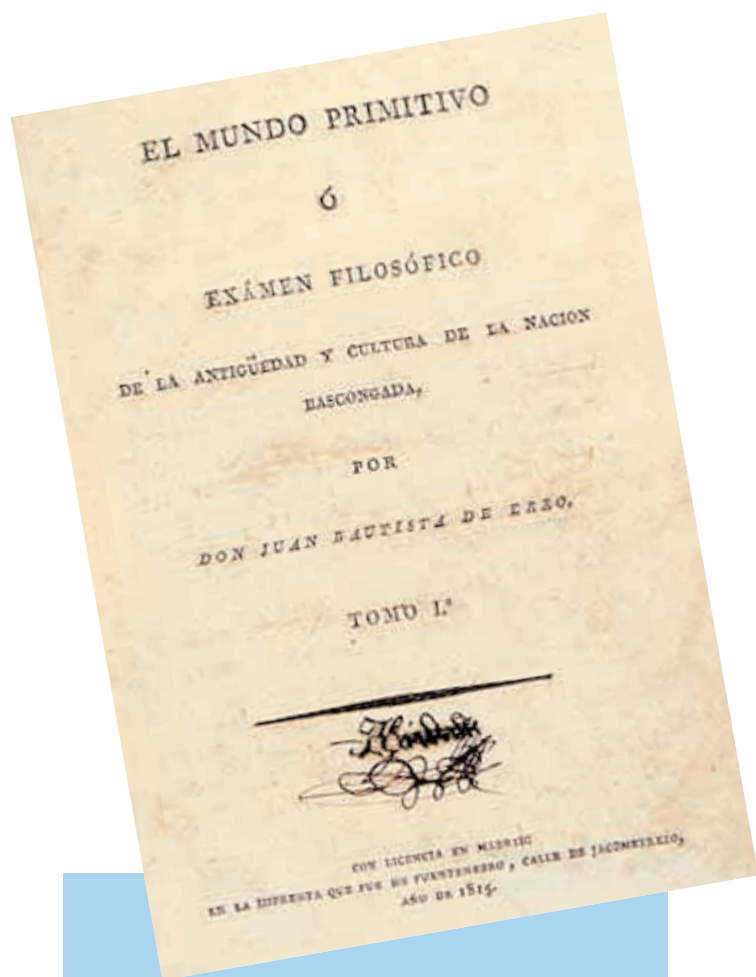 EL MUNDO PRIMITIVO
Ó
EXÁMEN FILOSÓFICO
DE LA ANTIGÜEDAD Y CULTURA DE LA NACION
BASCONGADA,
POR
DON JUAN BAUTISTA DE ERRO.
TOMO I.º
CON LICENCIA EN MADRID
EN LA IMPRENTA QUE FUE DE FUENTENEBRO, CALLE DE JACOMETREZO,
AÑO DE 1815.